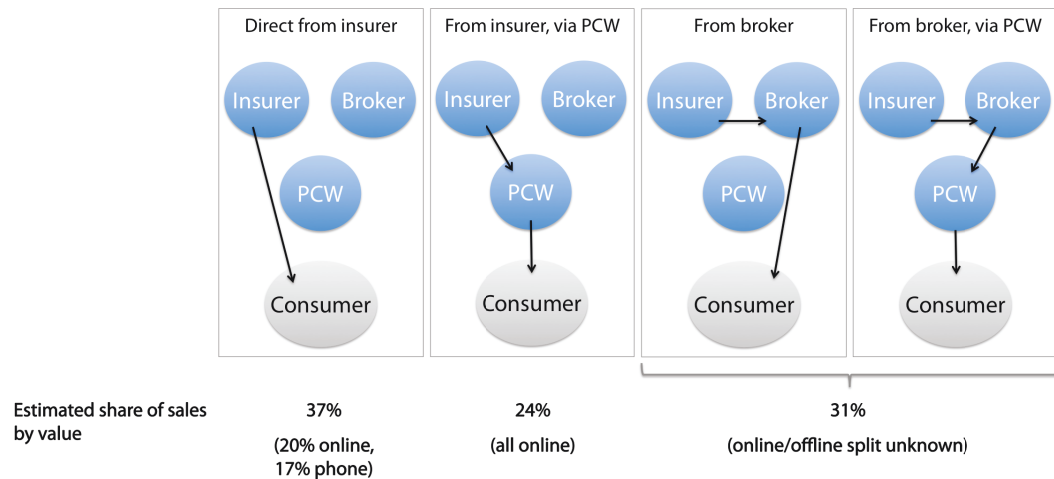 Direct from insurer
Insurer
Broker
PCW
Consumer
From insurer, via PCW
Insurer
Broker
PCW
Consumer
From broker
Insurer
Broker
PCW
Consumer
From broker, via PCW
Insurer
Broker
PCW
Consumer
Estimated share of sales
by value
37%
(20% online,
17% phone)
24%
(all online)
31%
(online/offline split unknown)